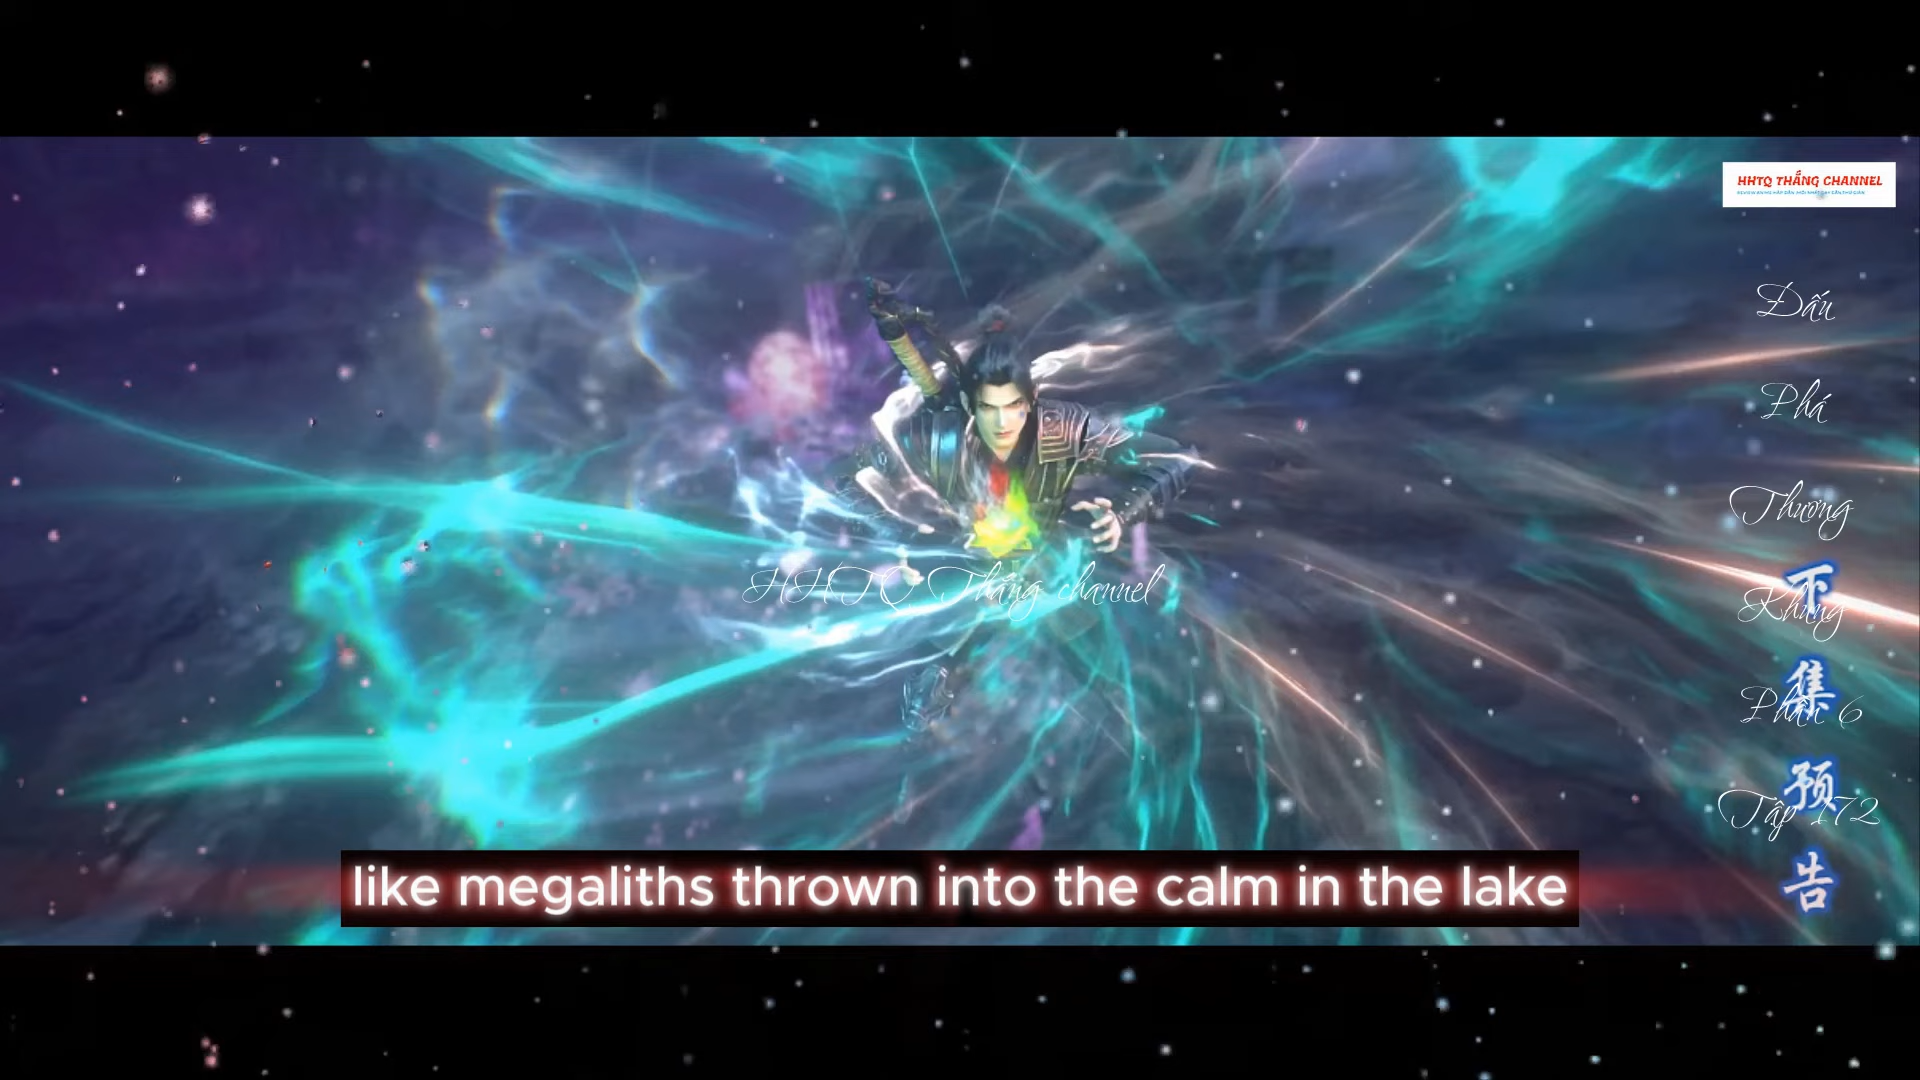 HHTQ THẮNG CHANNEL
Đấu
Phá
Thương
Khung
Phần 6
Tập 172
下集预告
HHTQ Thắng channel
like megaliths thrown into the calm in the lake